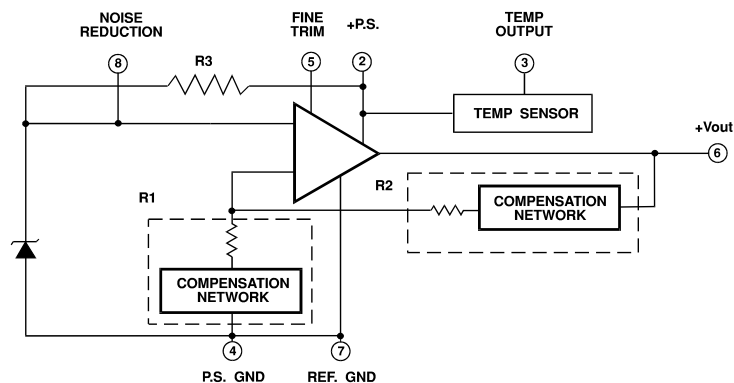 NOISE
REDUCTION
FINE
TRIM
+P.S.
TEMP
OUTPUT
8
R3
5
2
3
TEMP SENSOR
+Vout
6
R1
R2
COMPENSATION
NETWORK
COMPENSATION
NETWORK
4
7
P.S. GND
REF. GND